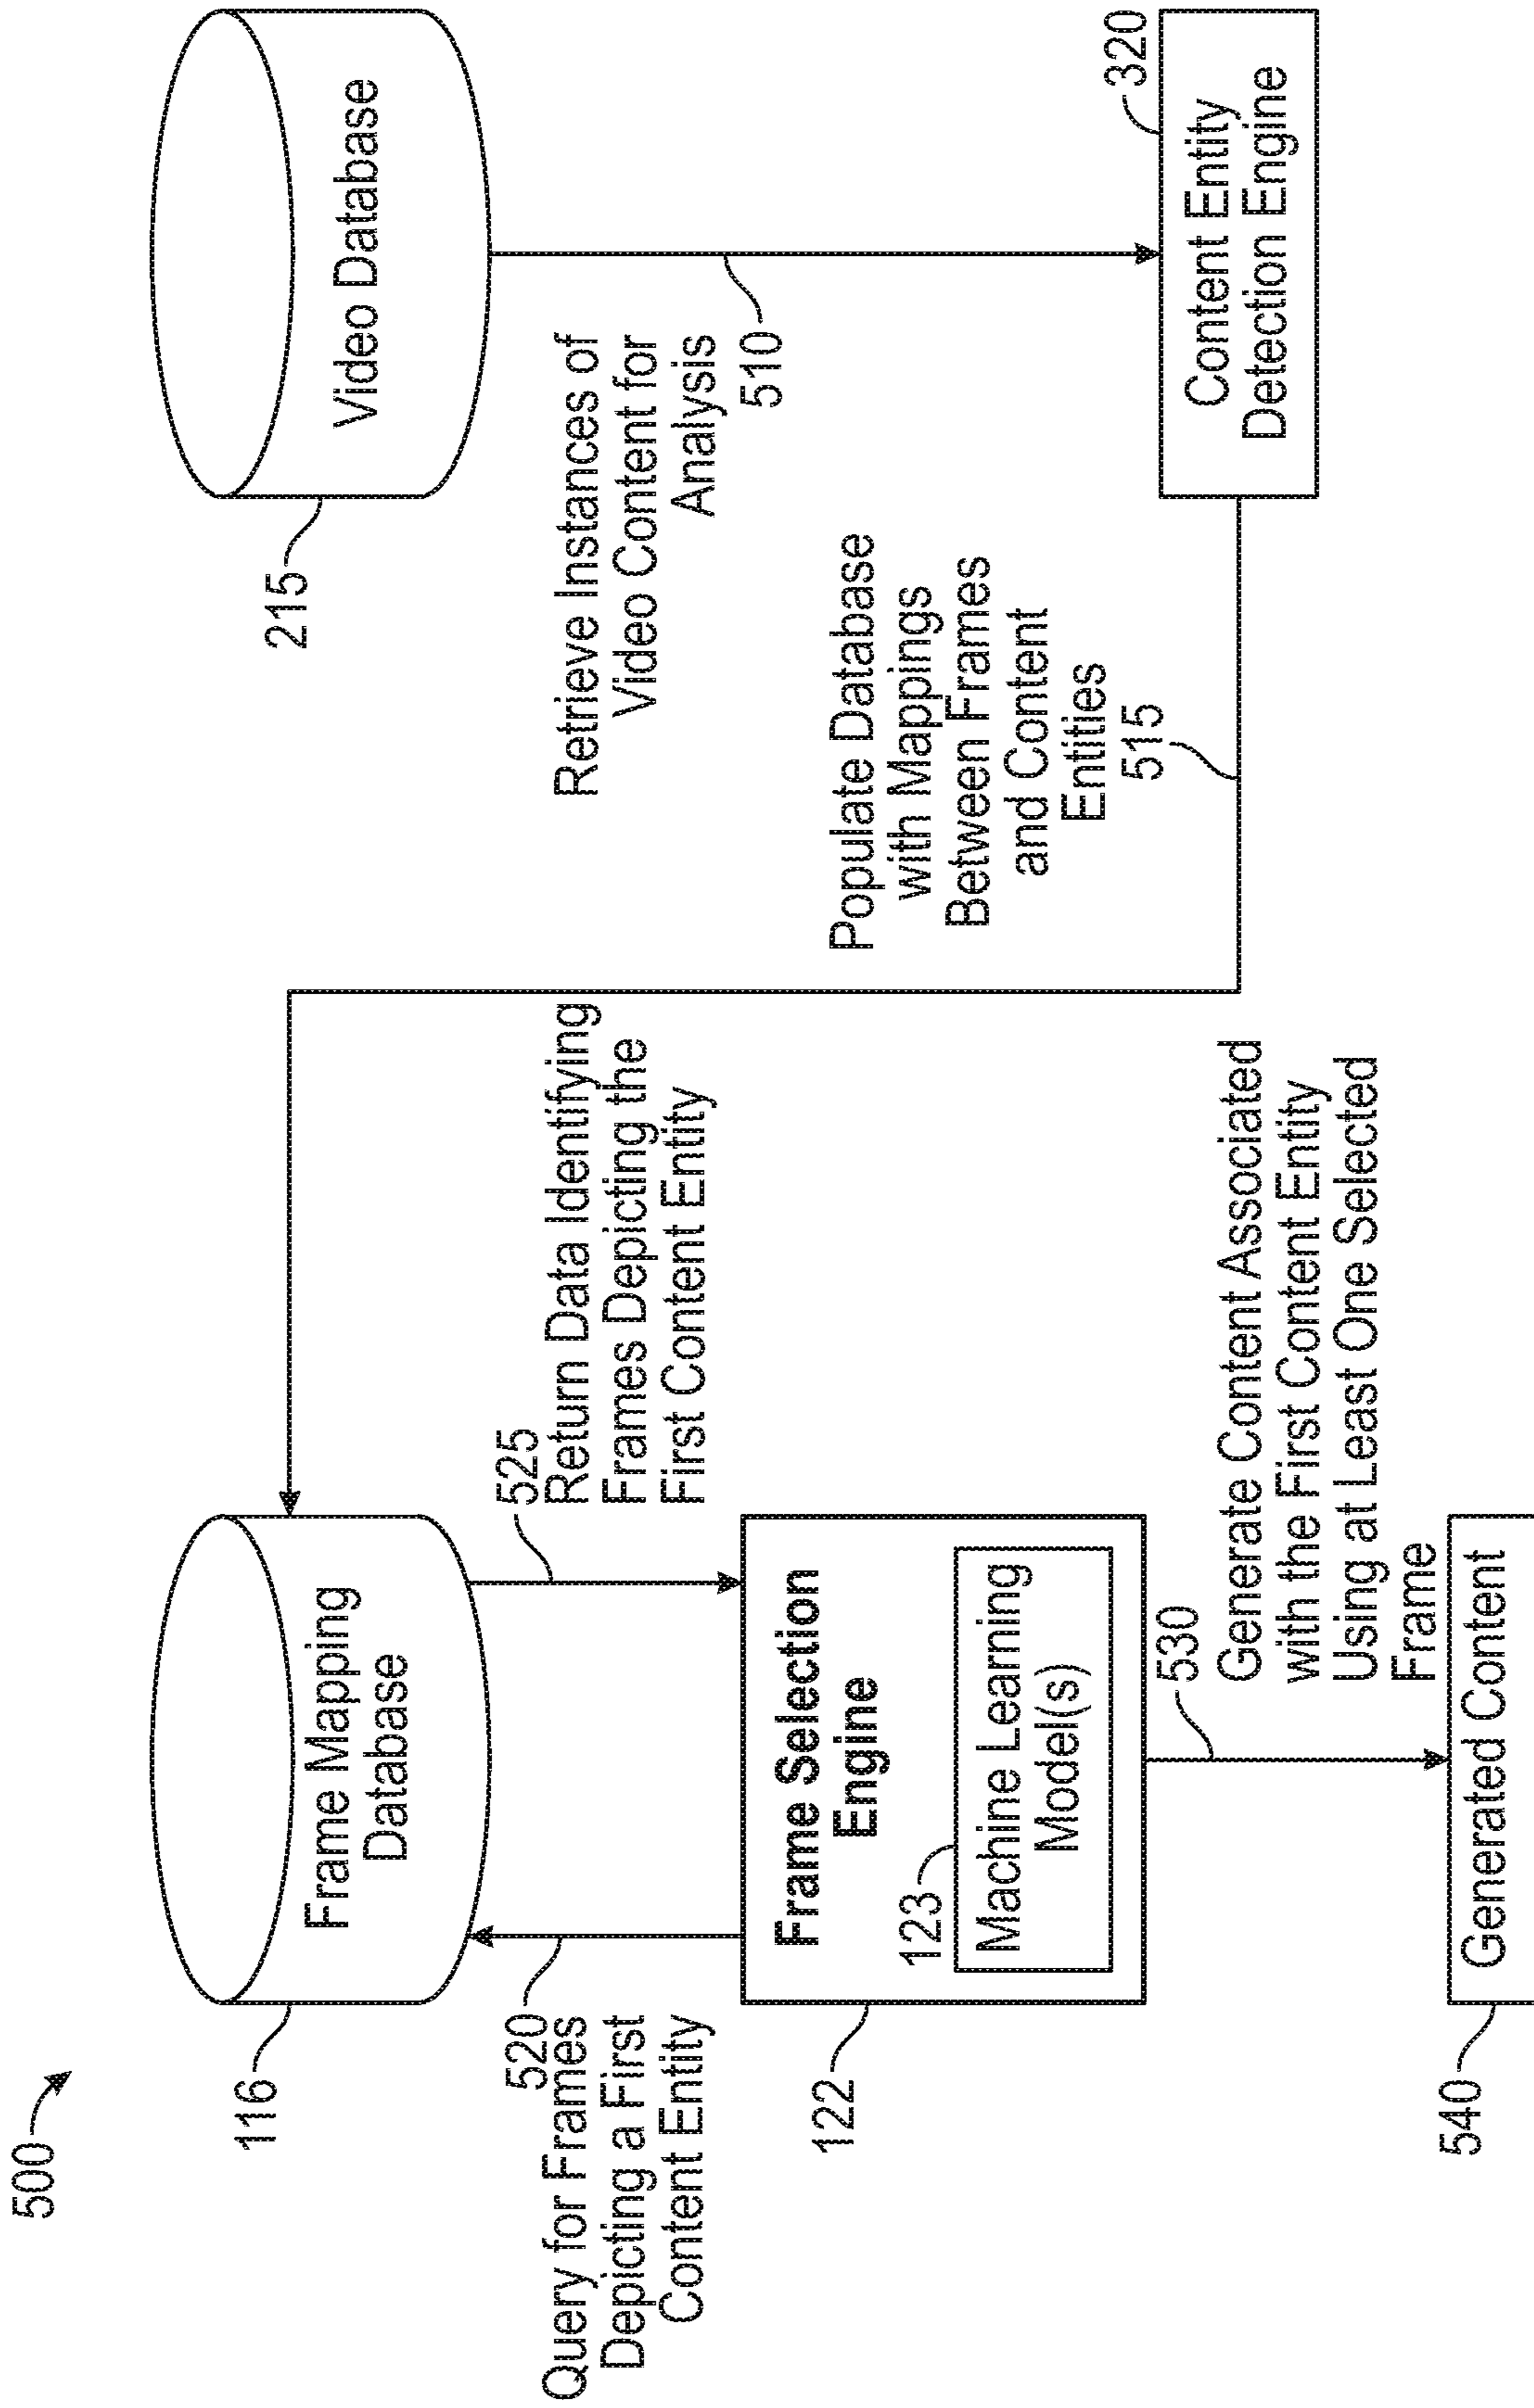 500
116
Frame Mapping
Database
215
Video Database
520
Query for Frames
Depicting a First
Content Entity
525
Return Data Identifying
Frames Depicting the
First Content Entity
Retrieve Instances of
Video Content for
Analysis
510
122
Frame Selection
Engine
123
Machine Learning
Model(s)
Populate Database
with Mappings
Between Frames
and Content
Entities
515
320
Content Entity
Detection Engine
530
Generate Content Associated
with the First Content Entity
Using at Least One Selected
Frame
540
Generated Content